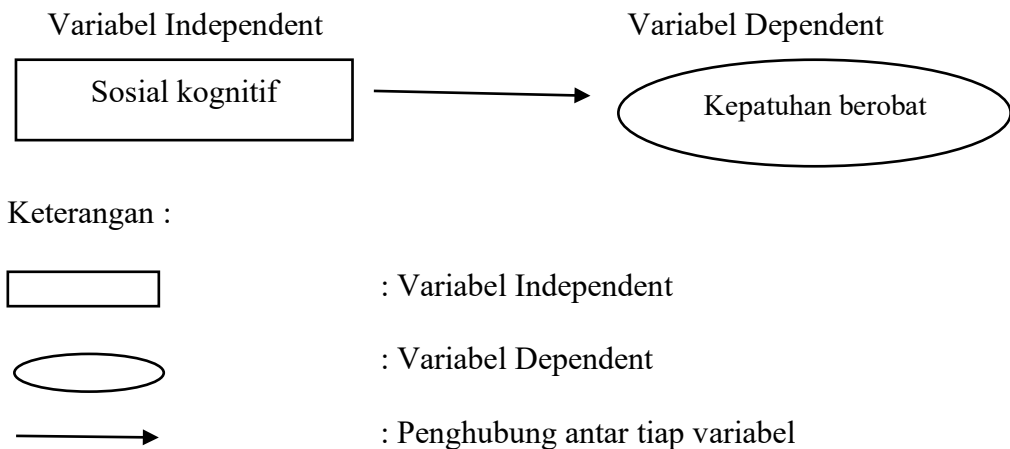 Variabel Independent Variabel Dependent
Sosial kognitif Kepatuhan berobat
Keterangan :
: Variabel Independent
: Variabel Dependent
: Penghubung antar tiap variabel